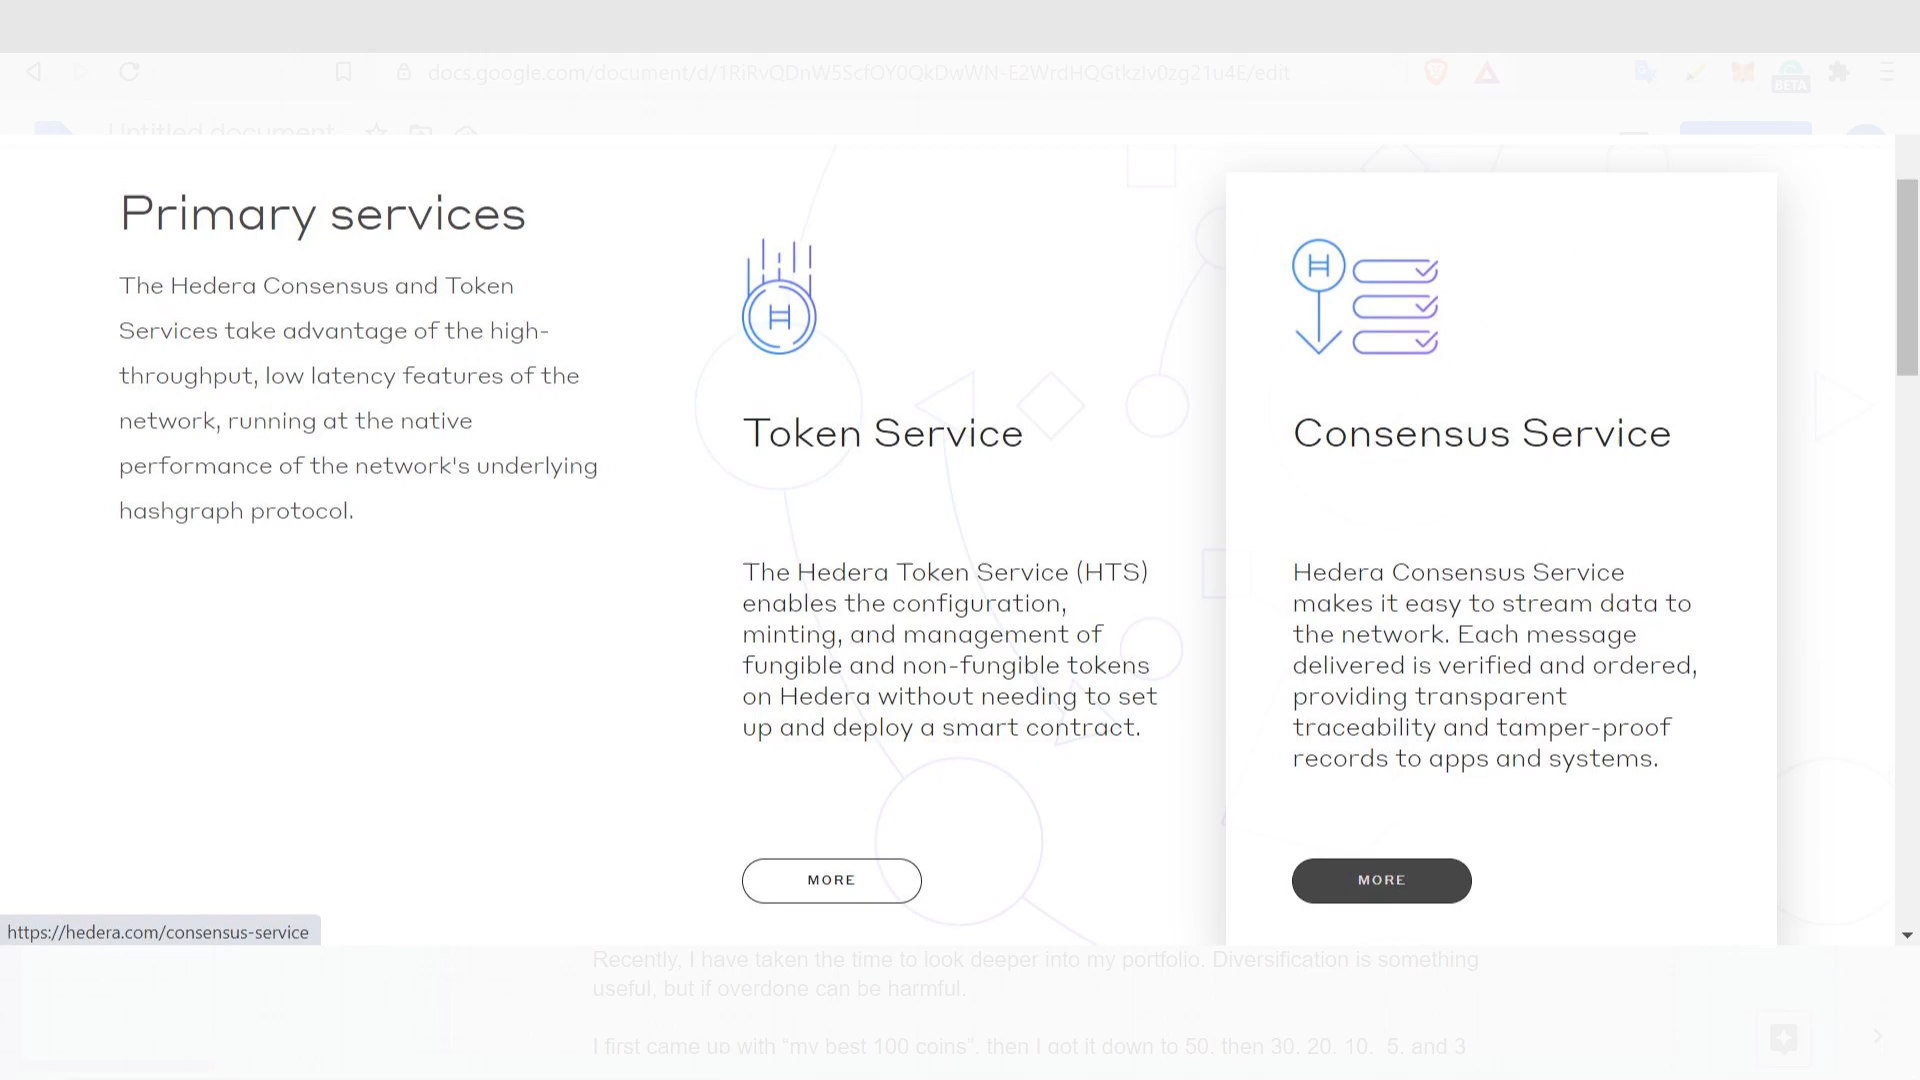 docs.google.com/document/d/1RiRvQDnW5ScfOY0QkDwWN-E2WrdHQGtkzIv0zg21u4E/edit
BETA
Untitled document
Primary services
The Hedera Consensus and Token
Services take advantage of the high-
throughput, low latency features of the
network, running at the native
performance of the network's underlying
hashgraph protocol.
Token Service
The Hedera Token Service (HTS)
enables the configuration,
minting, and management of
fungible and non-fungible tokens
on Hedera without needing to set
up and deploy a smart contract.
MORE
Consensus Service
Hedera Consensus Service
makes it easy to stream data to
the network. Each message
delivered is verified and ordered,
providing transparent
traceability and tamper-proof
records to apps and systems.
MORE
https://hedera.com/consensus-service
Recently, I have taken the time to look deeper into my portfolio. Diversification is something
useful, but if overdone can be harmful.
I first came up with “my best 100 coins”, then I got it down to 50, then 30, 20, 10, 5, and 3